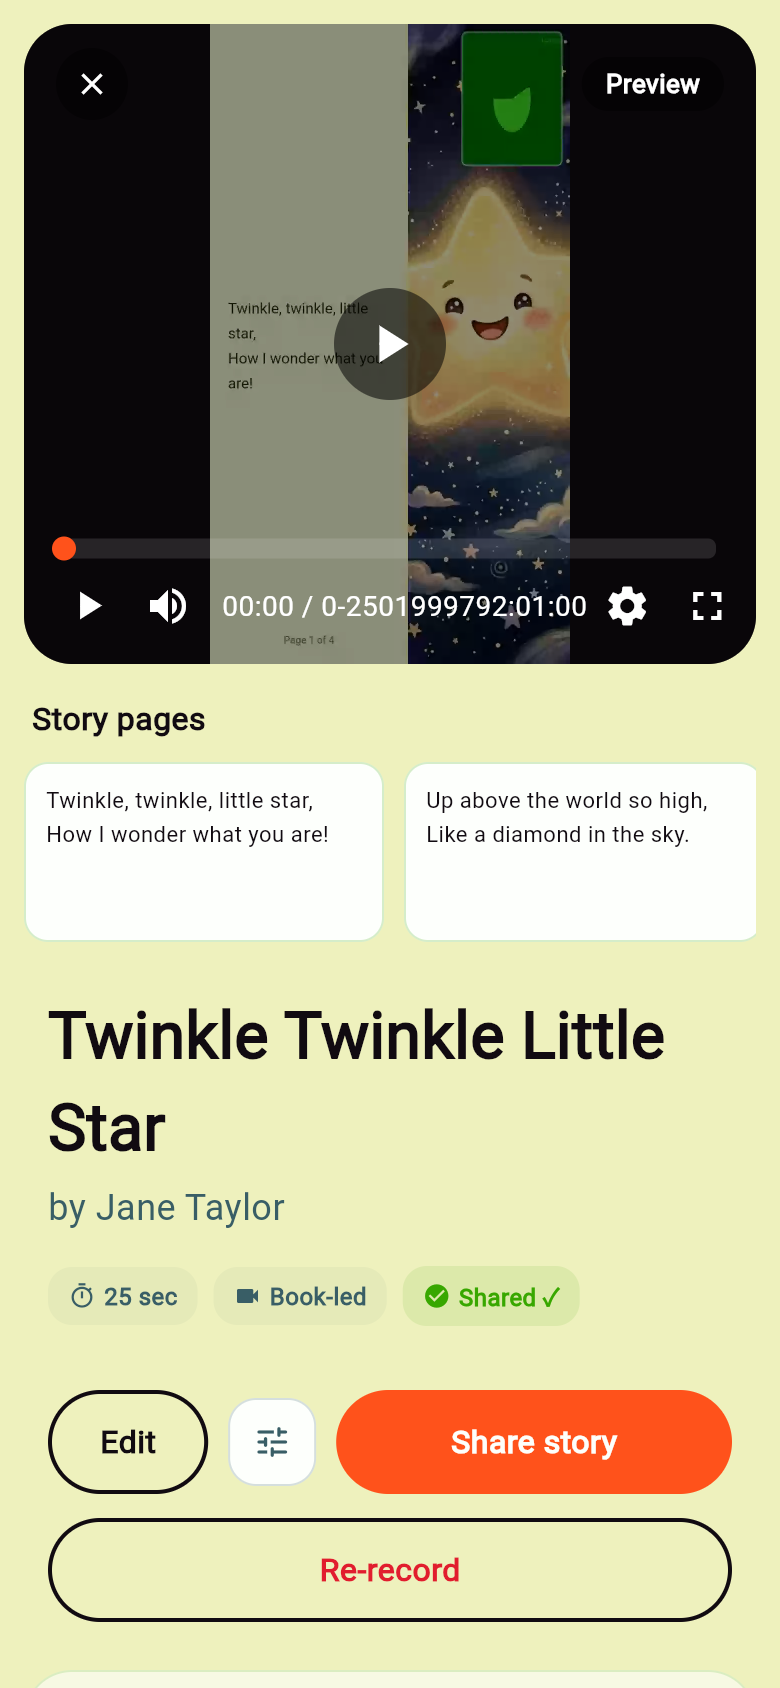 Preview
Twinkle, twinkle, little
star,
How I wonder what you
are!
00:00 / 0-2501999792:01:00
Page 1 of 4
Story pages
Twinkle, twinkle, little star,
How I wonder what you are!
Up above the world so high,
Like a diamond in the sky.
Twinkle Twinkle Little
Star
by Jane Taylor
25 sec
Book-led
Shared ✓
Edit
Share story
Re-record